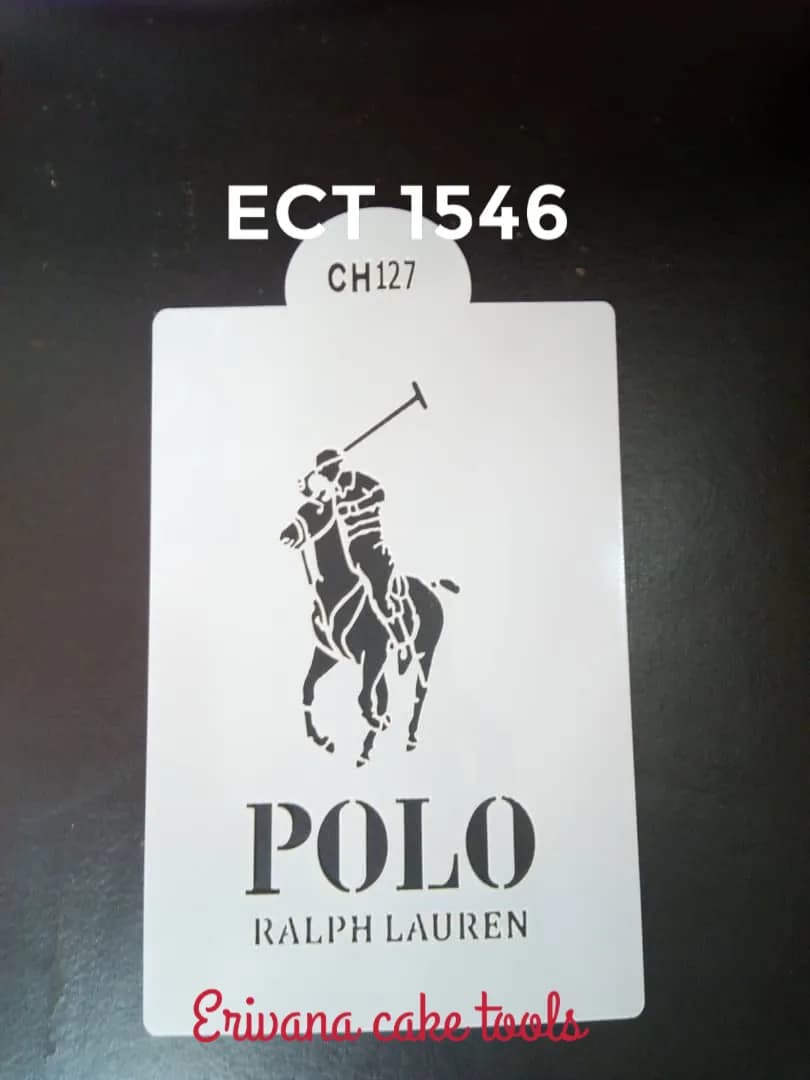 ECT 1546
CH127
POLO
RALPH LAUREN
Erivana cake tools